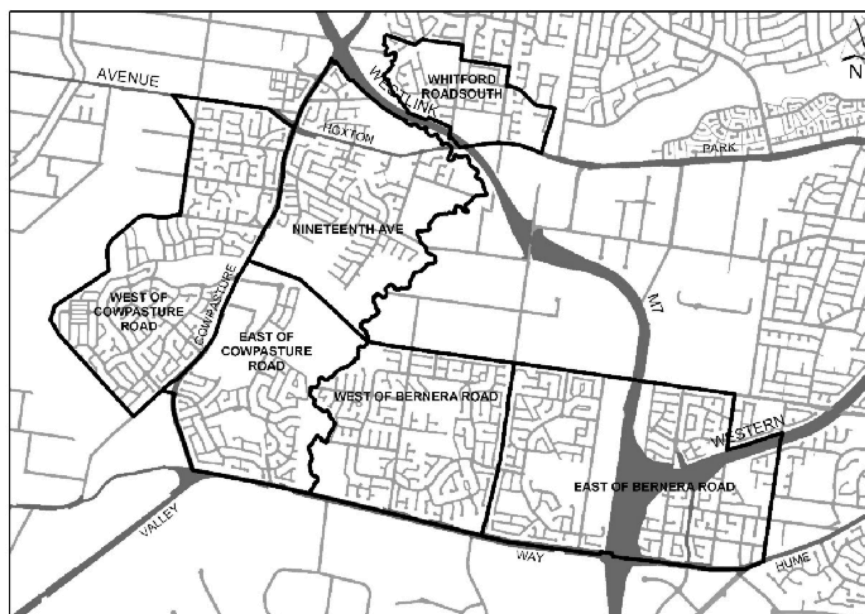 AVENUE
WESTLINK
WHITFORD
ROADSOUTH
N
HOXTON
PARK
NINETEENTH AVE
WEST OF
COWPASTURE
ROAD
COWPASTURE
EAST OF
COWPASTURE
ROAD
M7
WEST OF BERNERA ROAD
WESTERN
EAST OF BERNERA ROAD
VALLEY
WAY
HUME